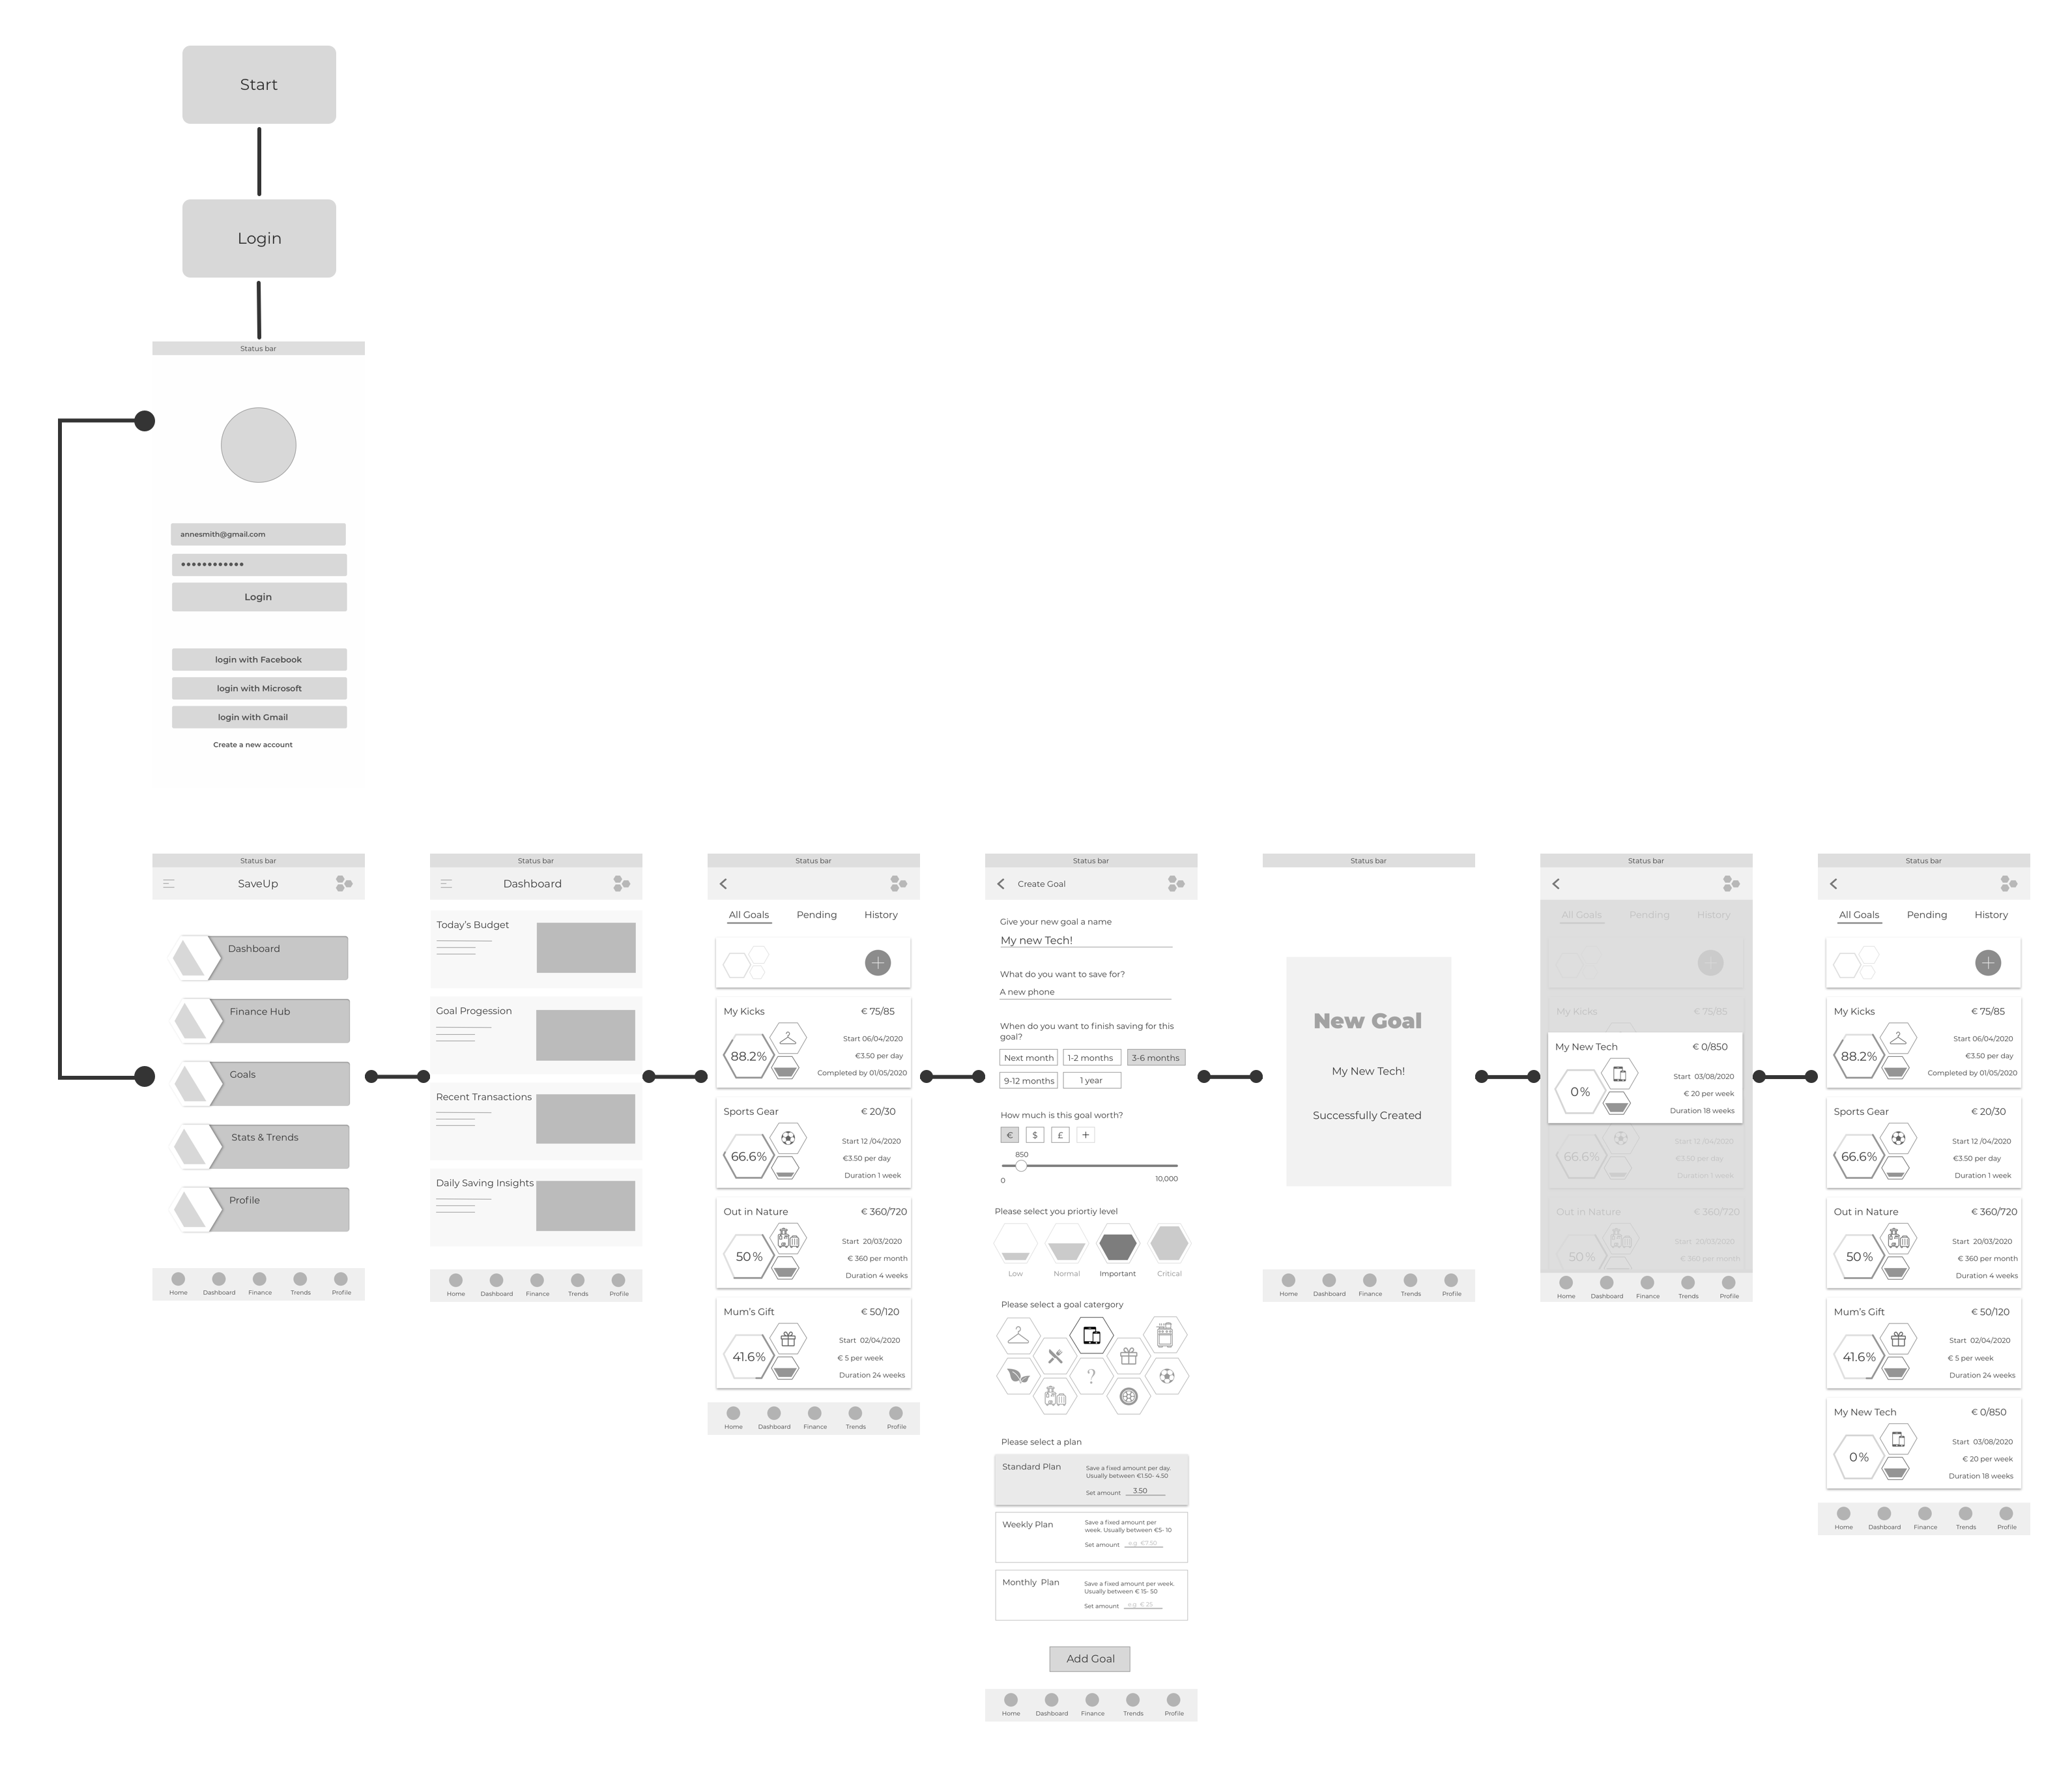 Start
Login
Status bar
annesmith@gmail.com
••••••••••••
Login
login with Facebook
login with Microsoft
login with Gmail
Create a new account
Status bar
SaveUp
Dashboard
Finance Hub
Goals
Stats & Trends
Profile
Home Dashboard Finance Trends Profile
Status bar
Dashboard
Today's Budget
Goal Progession
Recent Transactions
Daily Saving Insights
Home Dashboard Finance Trends Profile
Status bar
All Goals Pending History
My Kicks € 75/85
Start 06/04/2020
88.2% €3.50 per day
Completed by 01/05/2020
Sports Gear € 20/30
Start 12 /04/2020
66.6% €3.50 per day
Duration 1 week
Out in Nature € 360/720
Start 20/03/2020
50% € 360 per month
Duration 4 weeks
Mum's Gift € 50/120
Start 02/04/2020
41.6% € 5 per week
Duration 24 weeks
Home Dashboard Finance Trends Profile
Status bar
Create Goal
Give your new goal a name
My new Tech!
What do you want to save for?
A new phone
When do you want to finish saving for this
goal?
Next month 1-2 months 3-6 months
9-12 months 1 year
How much is this goal worth?
€ $ £ +
850
0 10,000
Please select you priortiy level
Low Normal Important Critical
Please select a goal catergory
?
Please select a plan
Standard Plan
Save a fixed amount per day.
Usually between €1.50- 4.50
Set amount 3.50
Weekly Plan
Save a fixed amount per
week. Usually between €5- 10
Set amount e.g. €7.50
Monthly Plan
Save a fixed amount per week.
Usually between € 15- 50
Set amount e.g. € 25
Add Goal
Home Dashboard Finance Trends Profile
Status bar
New Goal
My New Tech!
Successfully Created
Home Dashboard Finance Trends Profile
Status bar
All Goals Pending History
My Kicks € 75/85
My New Tech € 0/850
Start 03/08/2020
0% € 20 per week
Duration 18 weeks
Start 12 /04/2020
66.6% €3.50 per day
Duration 1 week
Out in Nature € 360/720
Start 20/03/2020
50% € 360 per month
Home Dashboard Finance Trends Profile
Status bar
All Goals Pending History
My Kicks € 75/85
Start 06/04/2020
88.2% €3.50 per day
Completed by 01/05/2020
Sports Gear € 20/30
Start 12 /04/2020
66.6% €3.50 per day
Duration 1 week
Out in Nature € 360/720
Start 20/03/2020
50% € 360 per month
Duration 4 weeks
Mum's Gift € 50/120
Start 02/04/2020
41.6% € 5 per week
Duration 24 weeks
My New Tech € 0/850
Start 03/08/2020
0% € 20 per week
Duration 18 weeks
Home Dashboard Finance Trends Profile